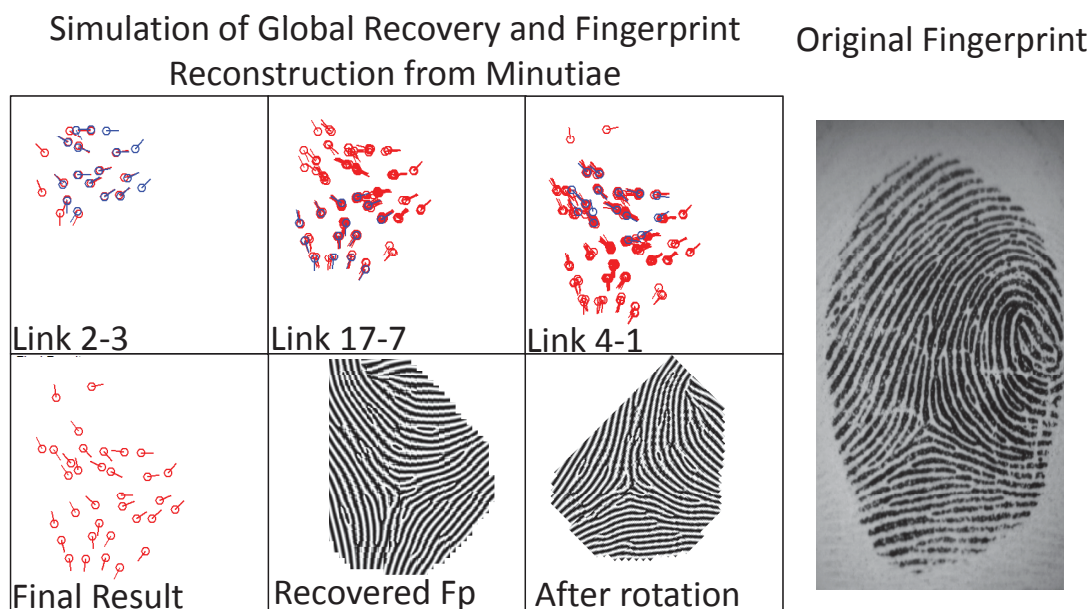 Simulation of Global Recovery and Fingerprint
Reconstruction from Minutiae
Original Fingerprint
Link 2-3
Link 17-7
Link 4-1
Final Result
Recovered Fp
After rotation